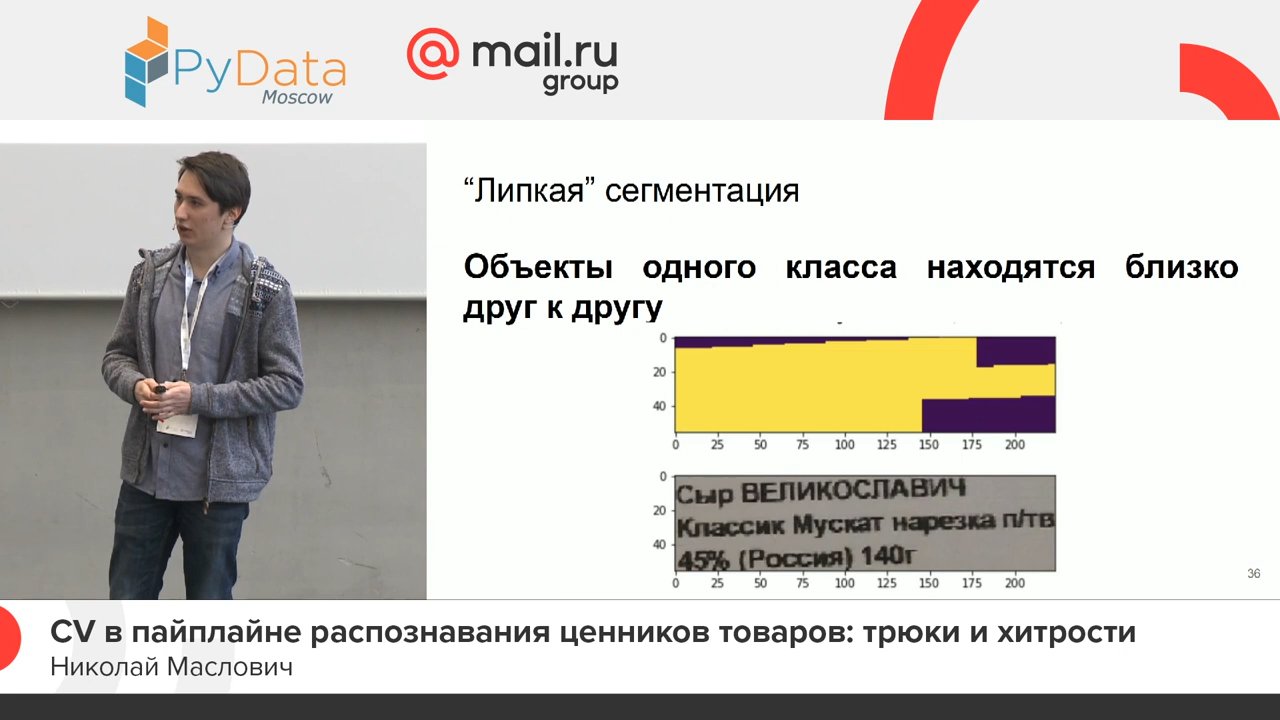 PyData
Moscow
@mail.ru
group
“Липкая” сегментация
Объекты одного класса находятся близко
друг к другу
0
20
40
0 25 50 75 100 125 150 175 200
0
20
40
Сыр ВЕЛИКОСЛАВИЧ
Классик Мускат нарезка п/тв
45% (Россия) 140г
0 25 50 75 100 125 150 175 200
36
CV в пайплайне распознавания ценников товаров: трюки и хитрости
Николай Маслович